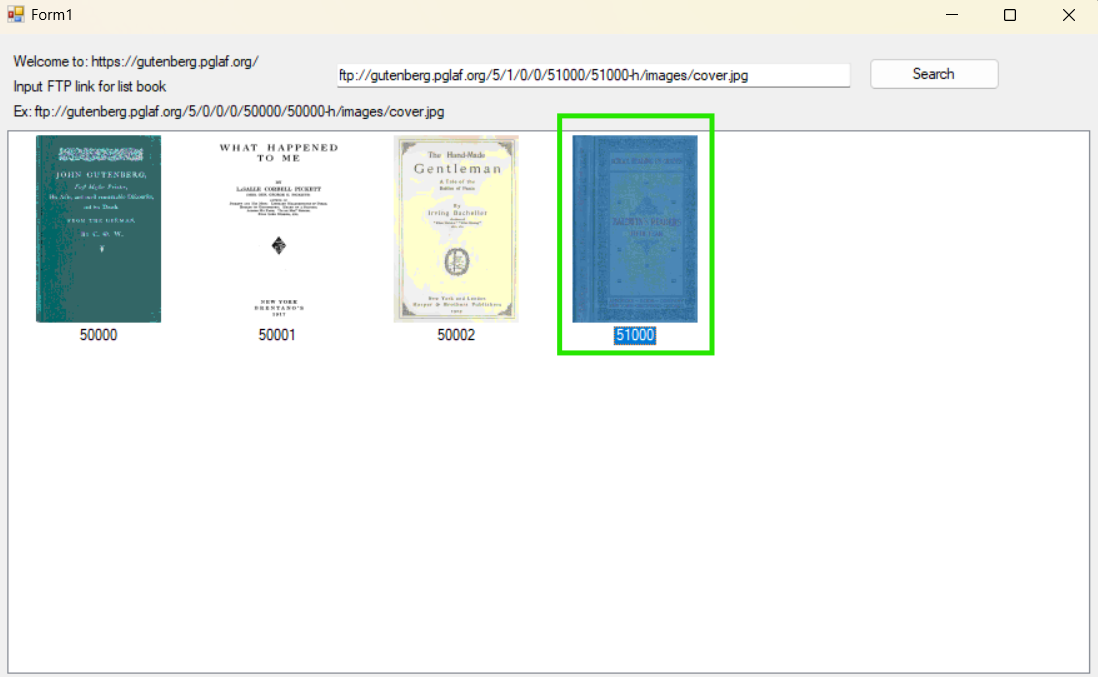 Form1
Welcome to: https://gutenberg.pglaf.org/
Input FTP link for list book
ftp://gutenberg.pglaf.org/5/1/0/0/51000/51000-h/images/cover.jpg
Search
Ex: ftp://gutenberg.pglaf.org/5/0/0/0/50000/50000-h/images/cover.jpg
JOHN GUTENBERG,
First Master Printer,
His Acts, and most remarkable Discourses,
and his Death.
FROM THE GERMAN
BY C. O. W.
50000
WHAT HAPPENED
TO ME
BY
LaSALLE CORBELL PICKETT
NEW YORK
BRENTANO'S
1917
50001
The Hand-Made
Gentleman
A Tale of the
Battles of Peace
By
Irving Bacheller
New York and London
Harper & Brothers Publishers
50002
BALDWIN'S READERS
51000